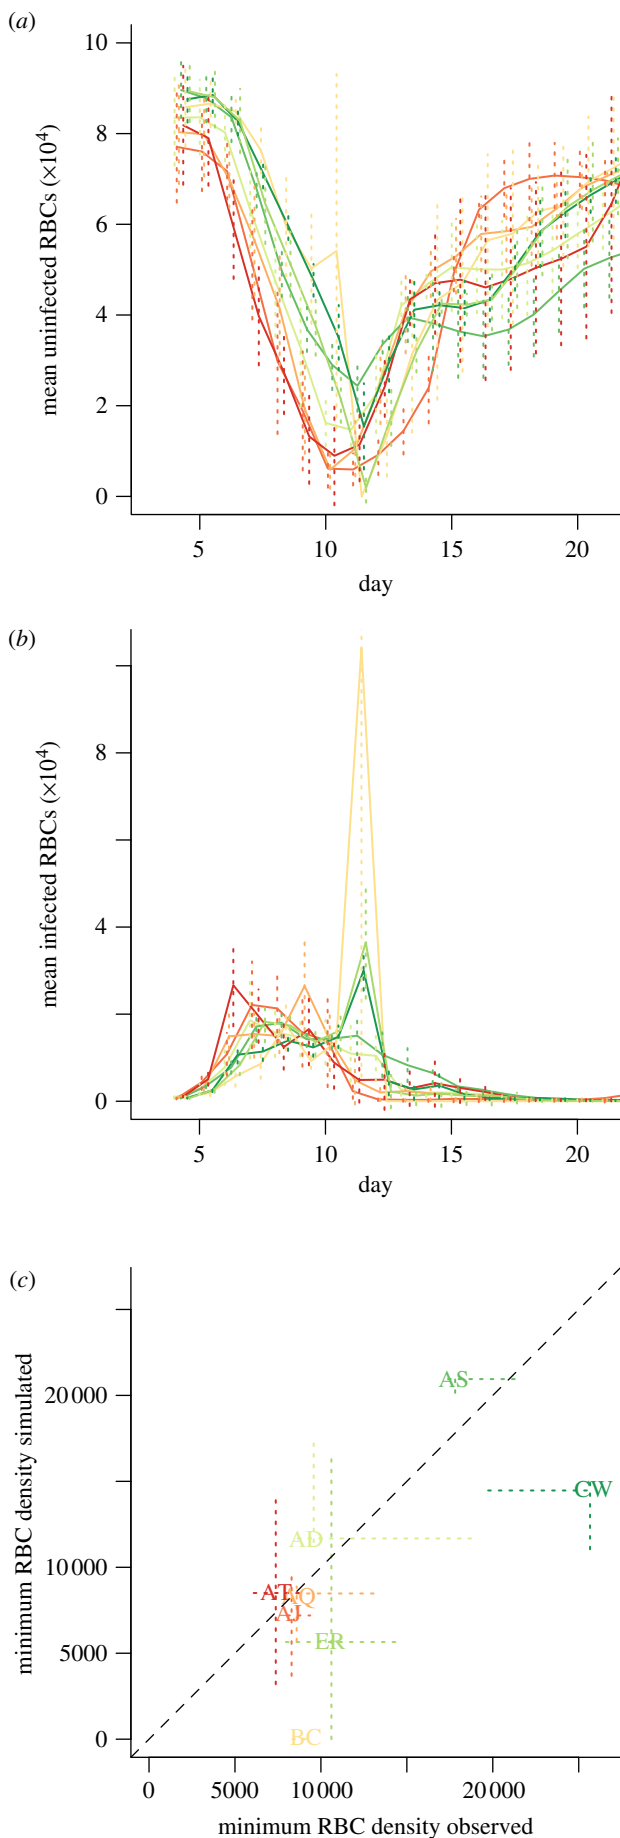 (a)
mean uninfected RBCs (×10⁴)
10
8
6
4
2
0
5 10 15 20
day
(b)
mean infected RBCs (×10⁴)
8
4
0
5 10 15 20
day
(c)
minimum RBC density simulated
20 000
10 000
5000
0
AS
CW
AD
AT AQ
AJ
ER
BC
0 5000 10 000 20 000
minimum RBC density observed